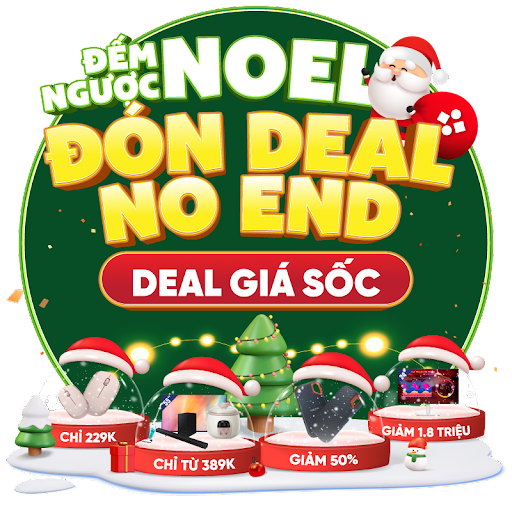 ĐẾM
NGƯỢC NOEL
ĐÓN DEAL
NO END
DEAL GIÁ SỐC
CHỈ 229K
CHỈ TỪ 389K
GIẢM 50%
GIẢM 1.8 TRIỆU